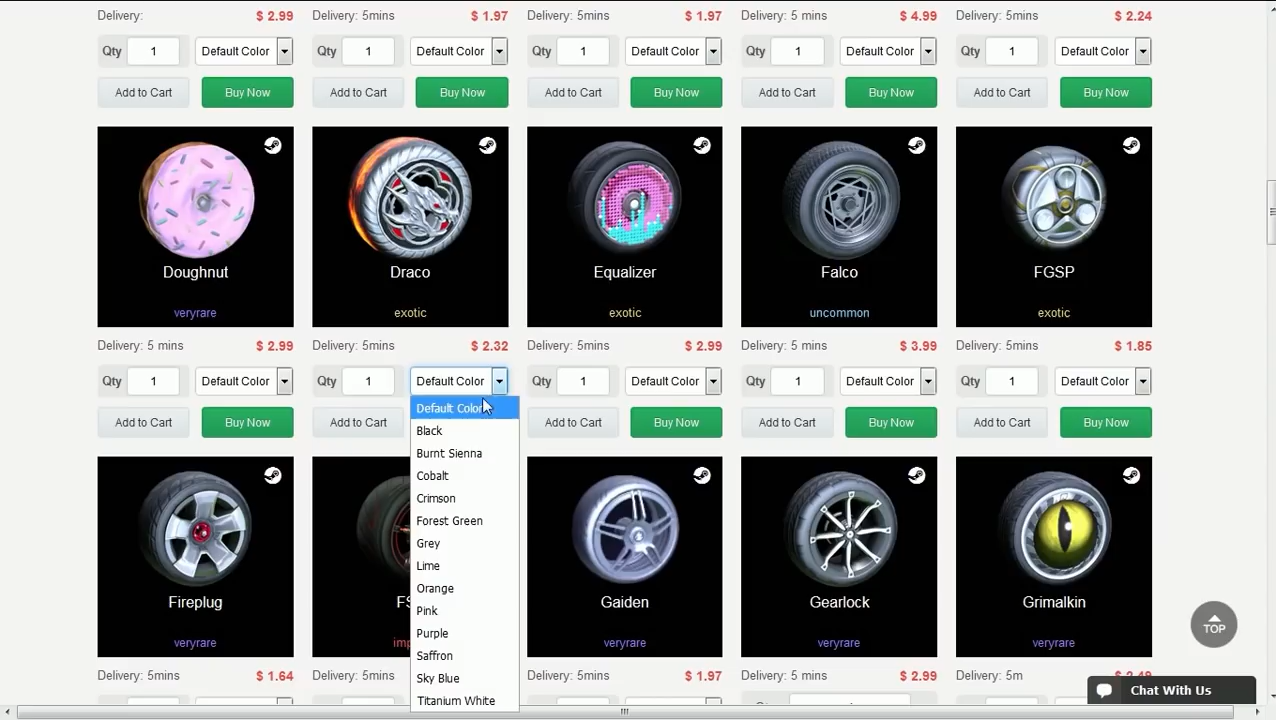 Delivery: $ 2.99 Delivery: 5mins $ 1.97 Delivery: 5mins $ 1.97 Delivery: 5 mins $ 4.99 Delivery: 5mins $ 2.24
Qty 1 Default Color Qty 1 Default Color Qty 1 Default Color Qty 1 Default Color Qty 1 Default Color
Add to Cart Buy Now Add to Cart Buy Now Add to Cart Buy Now Add to Cart Buy Now Add to Cart Buy Now
Doughnut Draco Equalizer Falco FGSP
veryrare exotic exotic uncommon exotic
Delivery: 5 mins $ 2.99 Delivery: 5mins $ 2.32 Delivery: 5mins $ 2.99 Delivery: 5 mins $ 3.99 Delivery: 5mins $ 1.85
Qty 1 Default Color Qty 1 Default Color Qty 1 Default Color Qty 1 Default Color Qty 1 Default Color
Add to Cart Buy Now Add to Cart Add to Cart Buy Now Add to Cart Buy Now Add to Cart Buy Now
Default Color
Black
Burnt Sienna
Cobalt
Crimson
Forest Green
Grey
Lime
Orange
Pink
Purple
Saffron
Sky Blue
Titanium White
Fireplug Gaiden Gearlock Grimalkin
veryrare veryrare veryrare veryrare
Delivery: 5mins $ 1.64 Delivery: 5mins $ 1.97 Delivery: 5mins $ 2.99 Delivery: 5m
TOP
Chat With Us